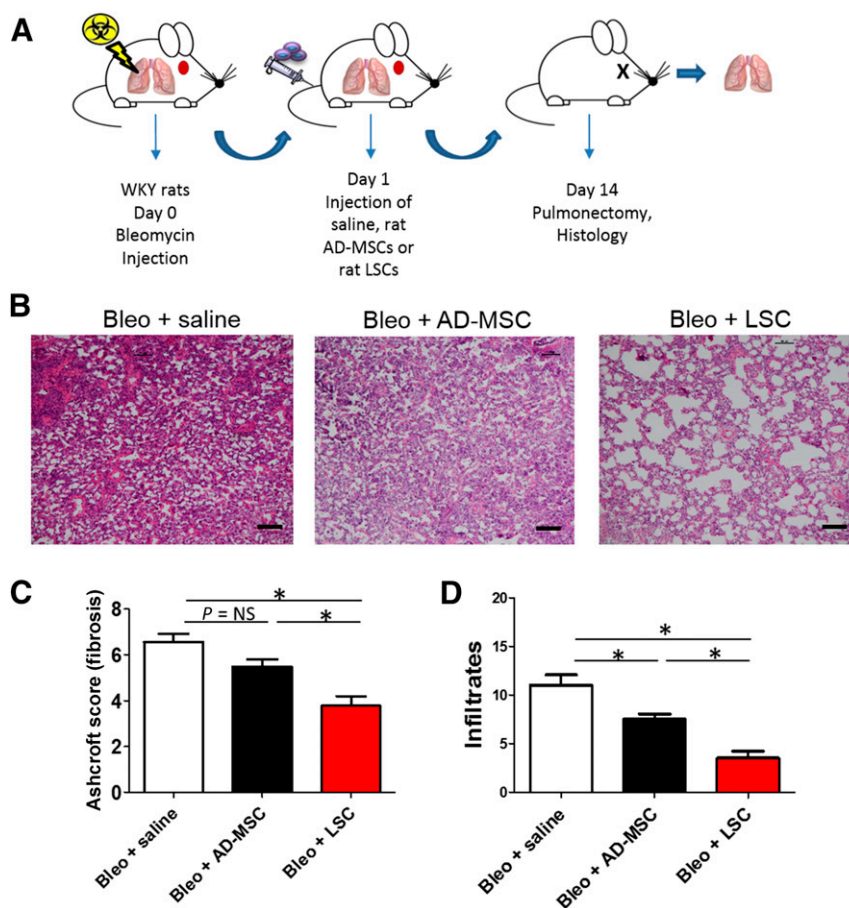 A
X
WKY rats
Day 0
Bleomycin
Injection
Day 1
Injection of
saline, rat
AD-MSCs or
rat LSCs
Day 14
Pulmonectomy,
Histology
B
Bleo + saline
Bleo + AD-MSC
Bleo + LSC
C
Ashcroft score (fibrosis)
8
6
4
2
0
*
P = NS
*
Bleo + saline
Bleo + AD-MSC
Bleo + LSC
D
Infiltrates
20
15
10
5
0
*
*
*
Bleo + saline
Bleo + AD-MSC
Bleo + LSC